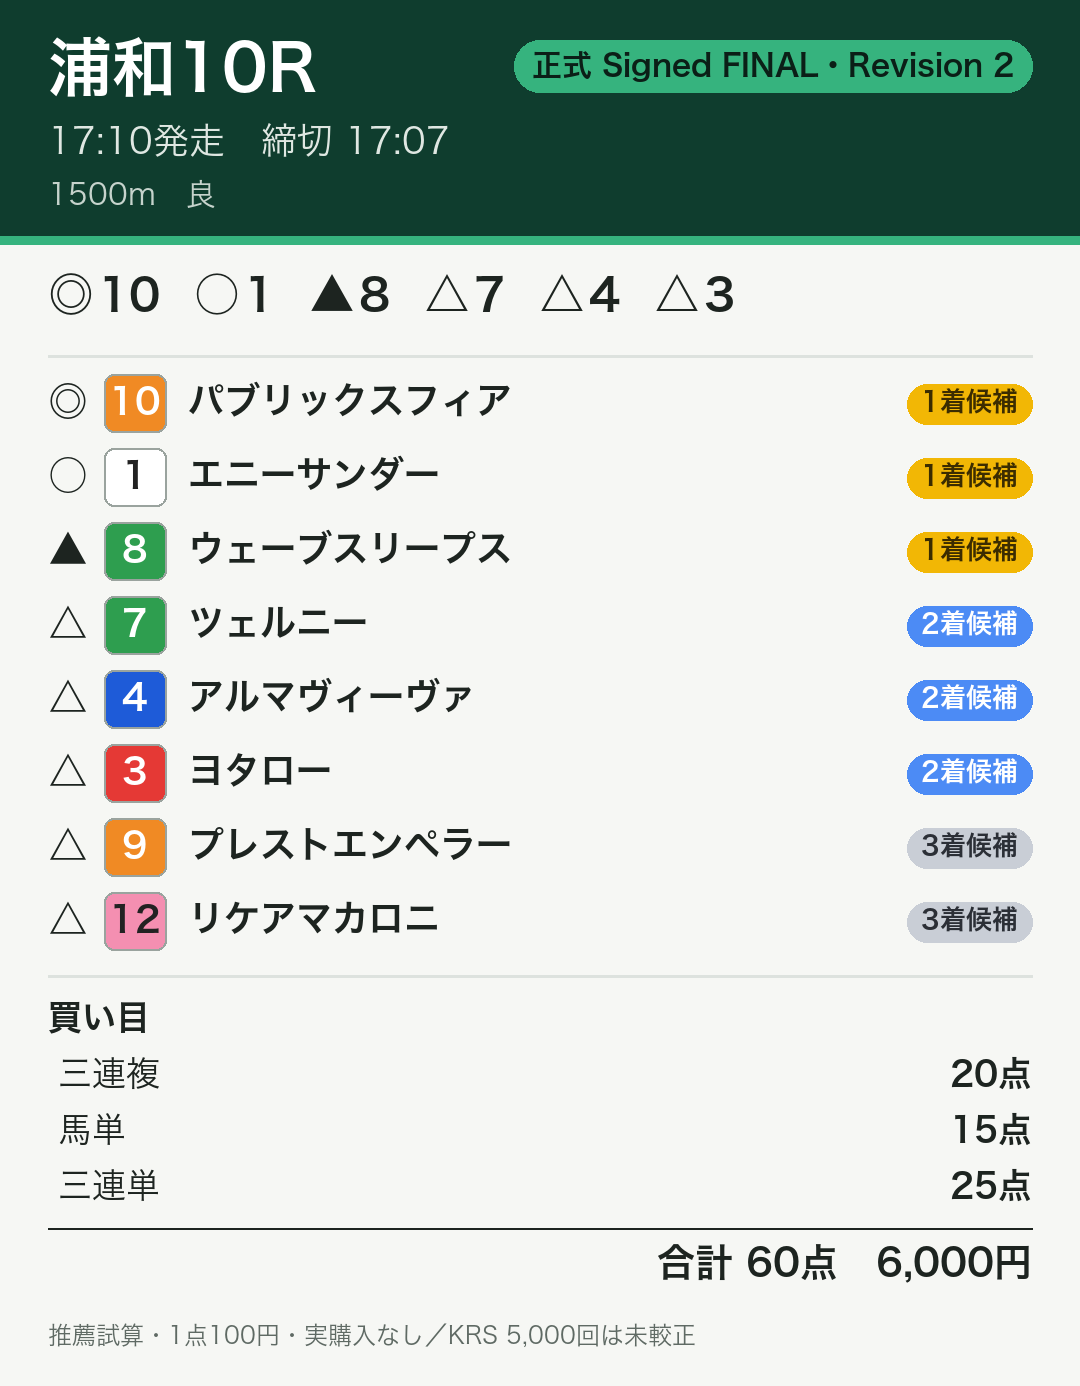 浦和10R
正式 Signed FINAL・Revision 2
17:10発走 締切 17:07
1500m 良
◎10 ○1 ▲8 △7 △4 △3
◎ 10 パブリックスフィア 1着候補
○ 1 エニーサンダー 1着候補
▲ 8 ウェーブスリープス 1着候補
△ 7 ツェルニー 2着候補
△ 4 アルマヴィーヴァ 2着候補
△ 3 ヨタロー 2着候補
△ 9 プレストエンペラー 3着候補
△ 12 リケアマカロニ 3着候補
買い目
三連複 20点
馬単 15点
三連単 25点
合計 60点 6,000円
推薦試算・1点100円・実購入なし／KRS 5,000回は未較正